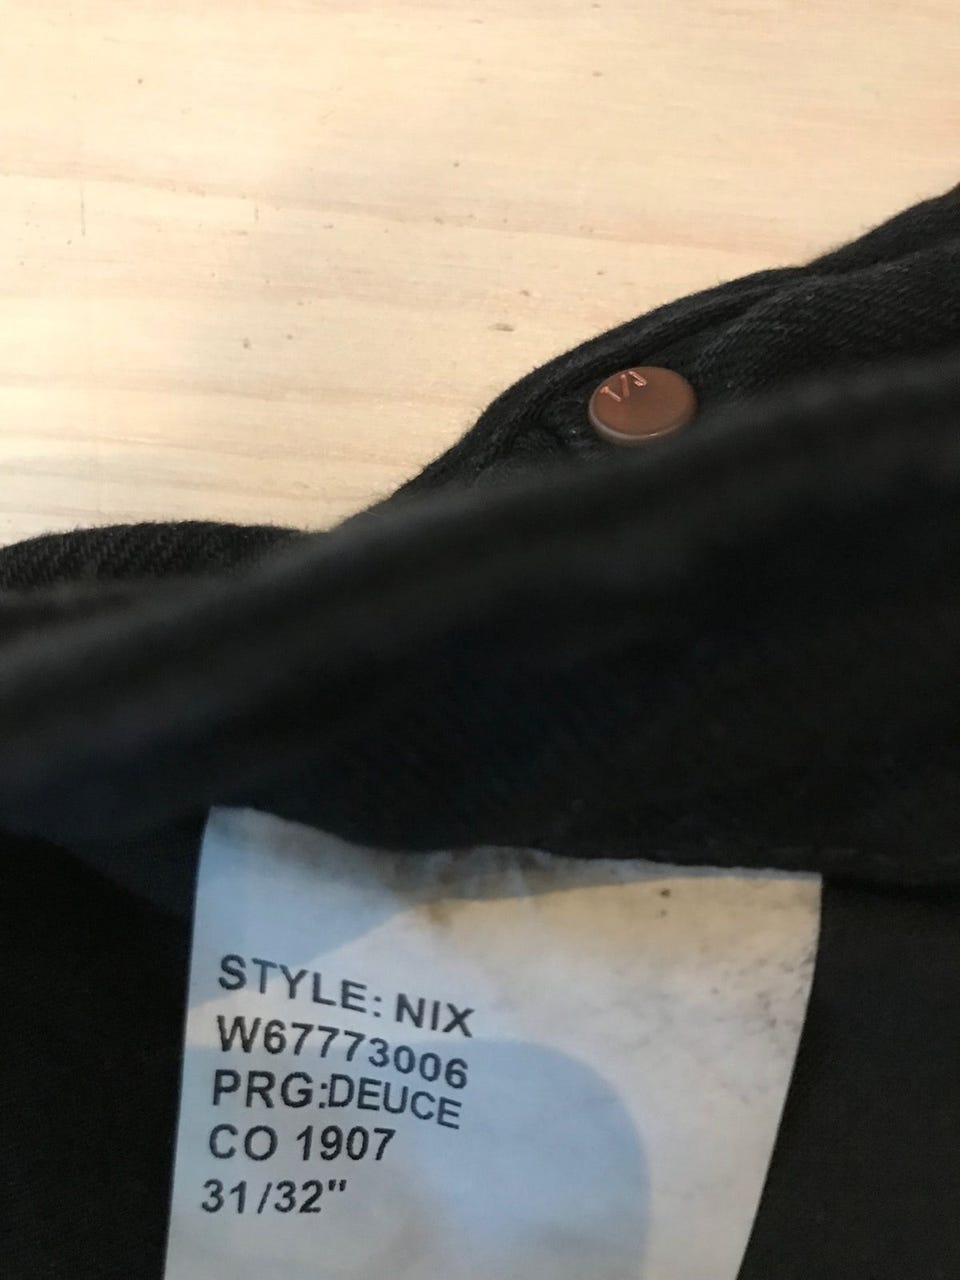 STYLE: NIX
W67773006
PRG:DEUCE
CO 1907
31/32"